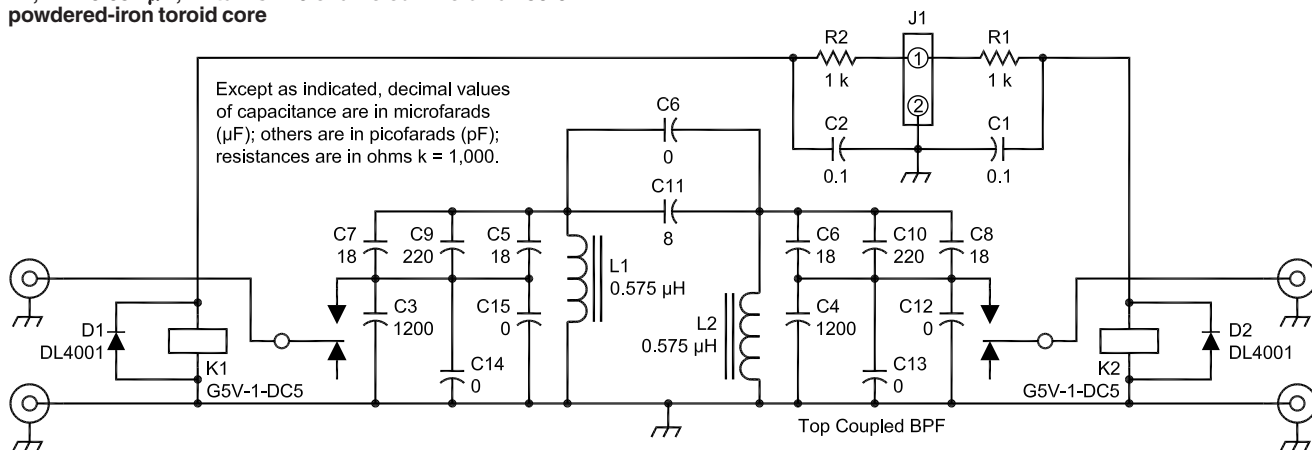 powdered-iron toroid core
J1
R2
R1
1
1 k
1 k
Except as indicated, decimal values
of capacitance are in microfarads
(µF); others are in picofarads (pF);
resistances are in ohms k = 1,000.
C6
0
2
C2
C1
0.1
0.1
C11
8
C7
18
C9
220
C5
18
C6
18
C10
220
C8
18
L1
0.575 µH
C3
1200
C15
0
C4
1200
C12
0
L2
0.575 µH
D1
DL4001
D2
DL4001
C14
0
C13
0
K1
G5V-1-DC5
K2
G5V-1-DC5
Top Coupled BPF